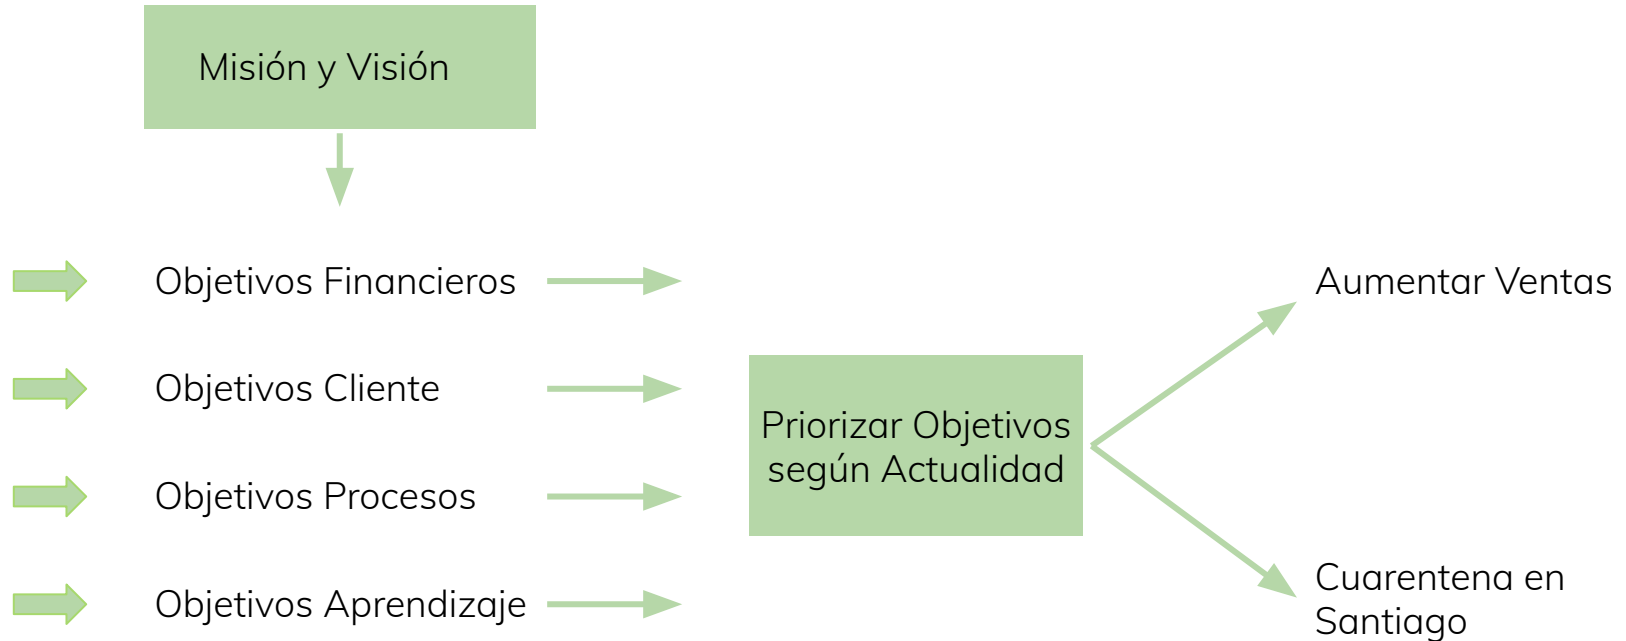 Misión y Visión
Objetivos Financieros
Objetivos Cliente
Objetivos Procesos
Objetivos Aprendizaje
Priorizar Objetivos
según Actualidad
Aumentar Ventas
Cuarentena en
Santiago